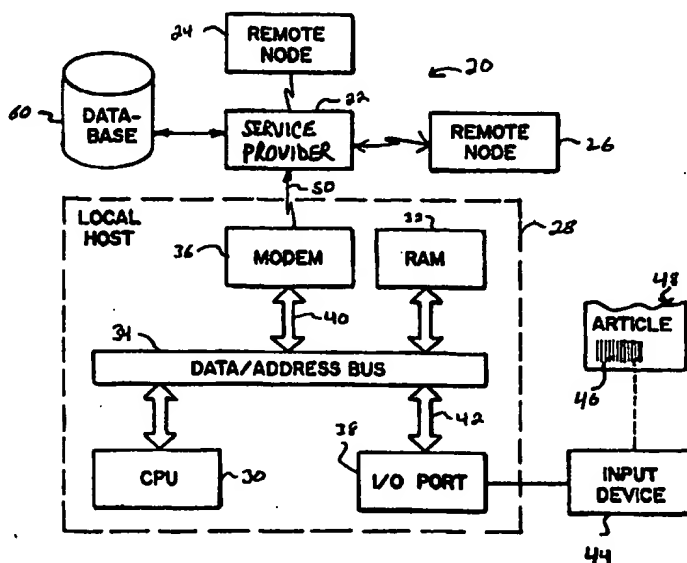 24
REMOTE
NODE
20
60
DATA-
BASE
22
SERVICE
PROVIDER
REMOTE
NODE
26
50
LOCAL
HOST
28
36
MODEM
RAM
48
ARTICLE
46
40
34
DATA/ADDRESS BUS
42
38
CPU
30
I/O PORT
INPUT
DEVICE
44